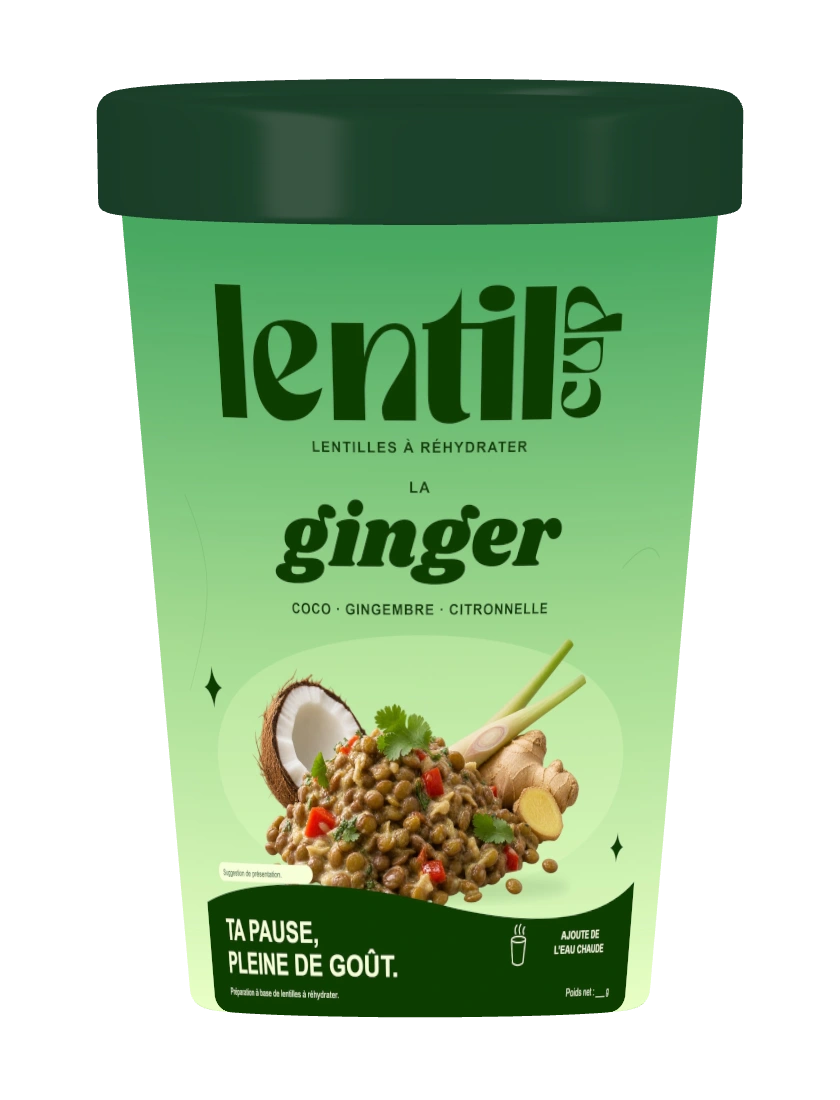 lentil cup
LENTILLES À RÉHYDRATER
LA
ginger
COCO · GINGEMBRE · CITRONNELLE
Suggestion de présentation.
TA PAUSE,
PLEINE DE GOÛT.
AJOUTE DE
L'EAU CHAUDE
Préparation à base de lentilles à réhydrater.
Poids net : __ g